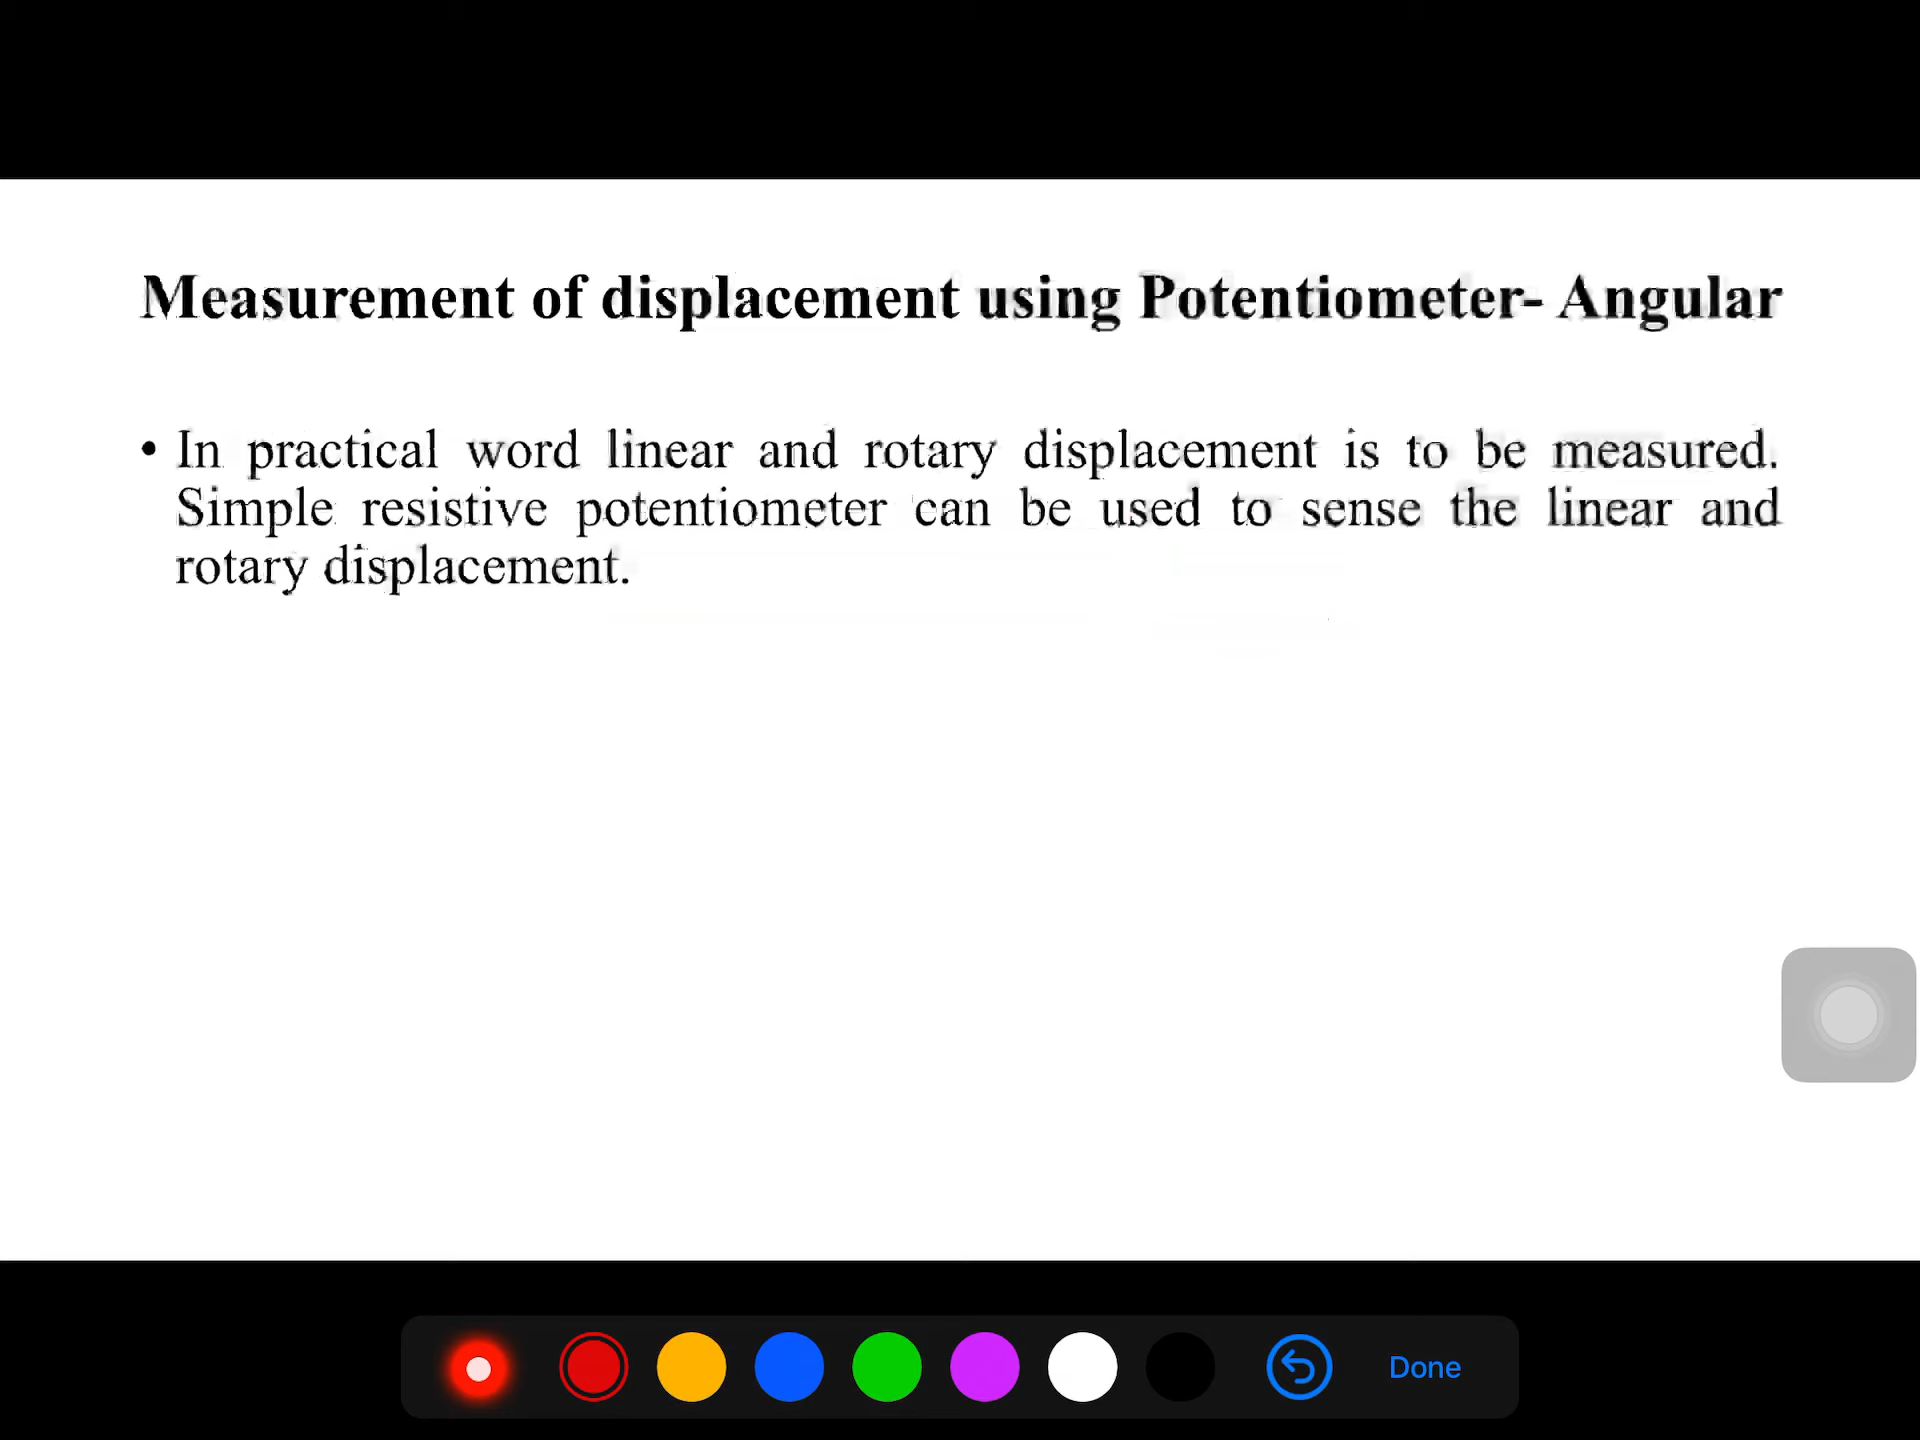 Measurement of displacement using Potentiometer- Angular
• In practical word linear and rotary displacement is to be measured.
Simple resistive potentiometer can be used to sense the linear and
rotary displacement.
Done